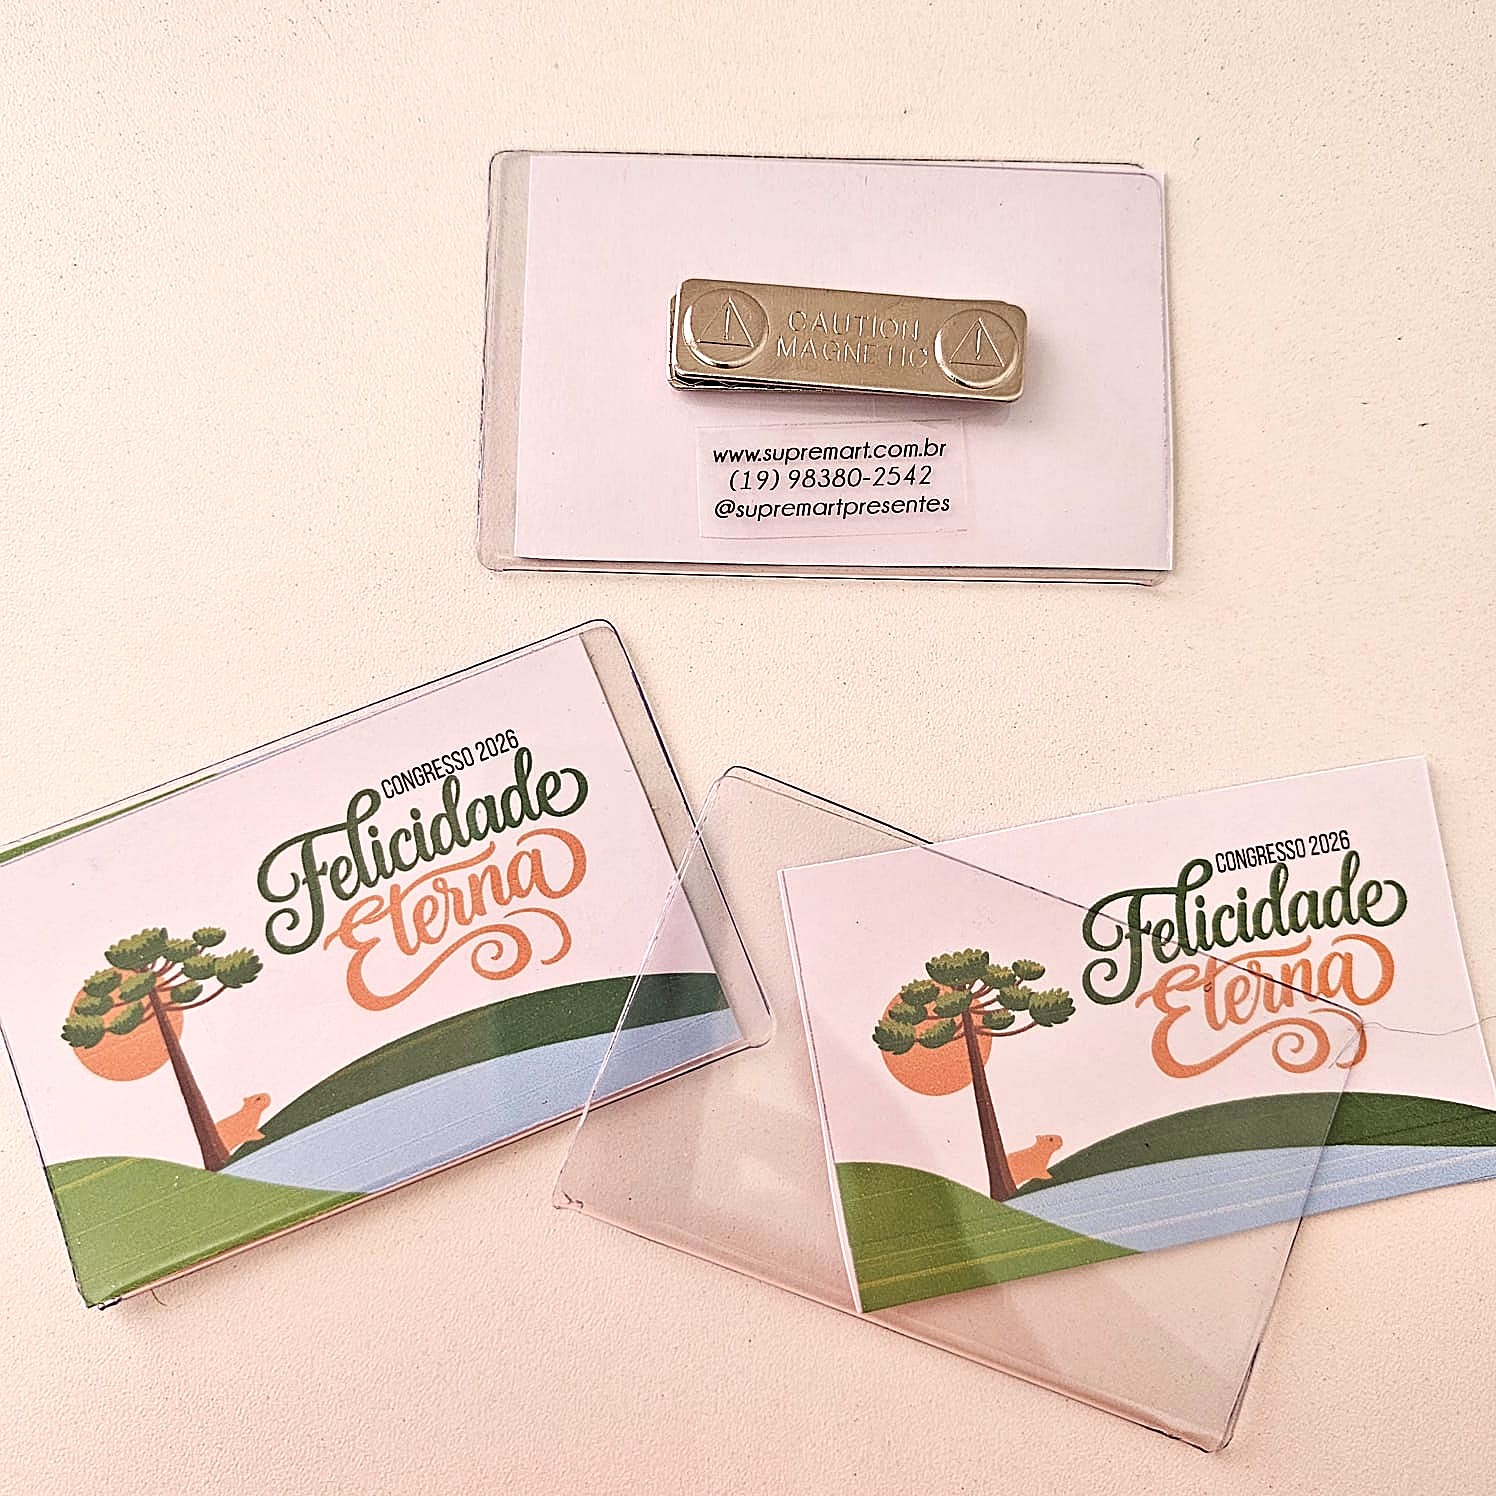 CAUTION
MAGNETIC
www.supremart.com.br
(19) 98380-2542
@supremartpresentes
CONGRESSO 2026
Felicidade
Eterna
CONGRESSO 2026
Felicidade
Eterna